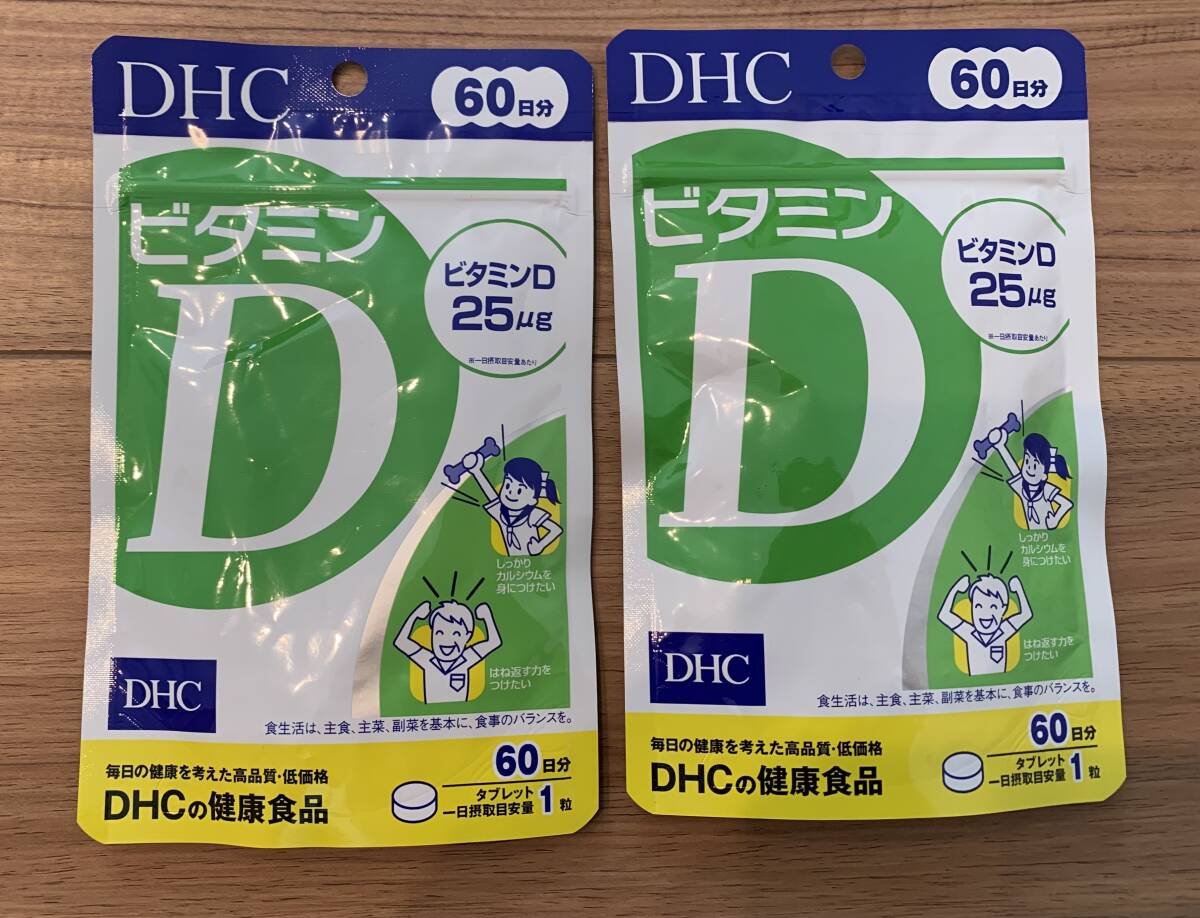 DHC
60日分
ビタミン
D
ビタミンD
25μg
※一日摂取目安量あたり
しっかり
カルシウムを
身につけたい
はね返す力を
つけたい
DHC
食生活は、主食、主菜、副菜を基本に、食事のバランスを。
毎日の健康を考えた高品質・低価格
DHCの健康食品
60日分
タブレット
一日摂取目安量 1粒
DHC
60日分
ビタミン
D
ビタミンD
25μg
※一日摂取目安量あたり
しっかり
カルシウムを
身につけたい
はね返す力を
つけたい
DHC
食生活は、主食、主菜、副菜を基本に、食事のバランスを。
毎日の健康を考えた高品質・低価格
DHCの健康食品
60日分
タブレット
一日摂取目安量 1粒